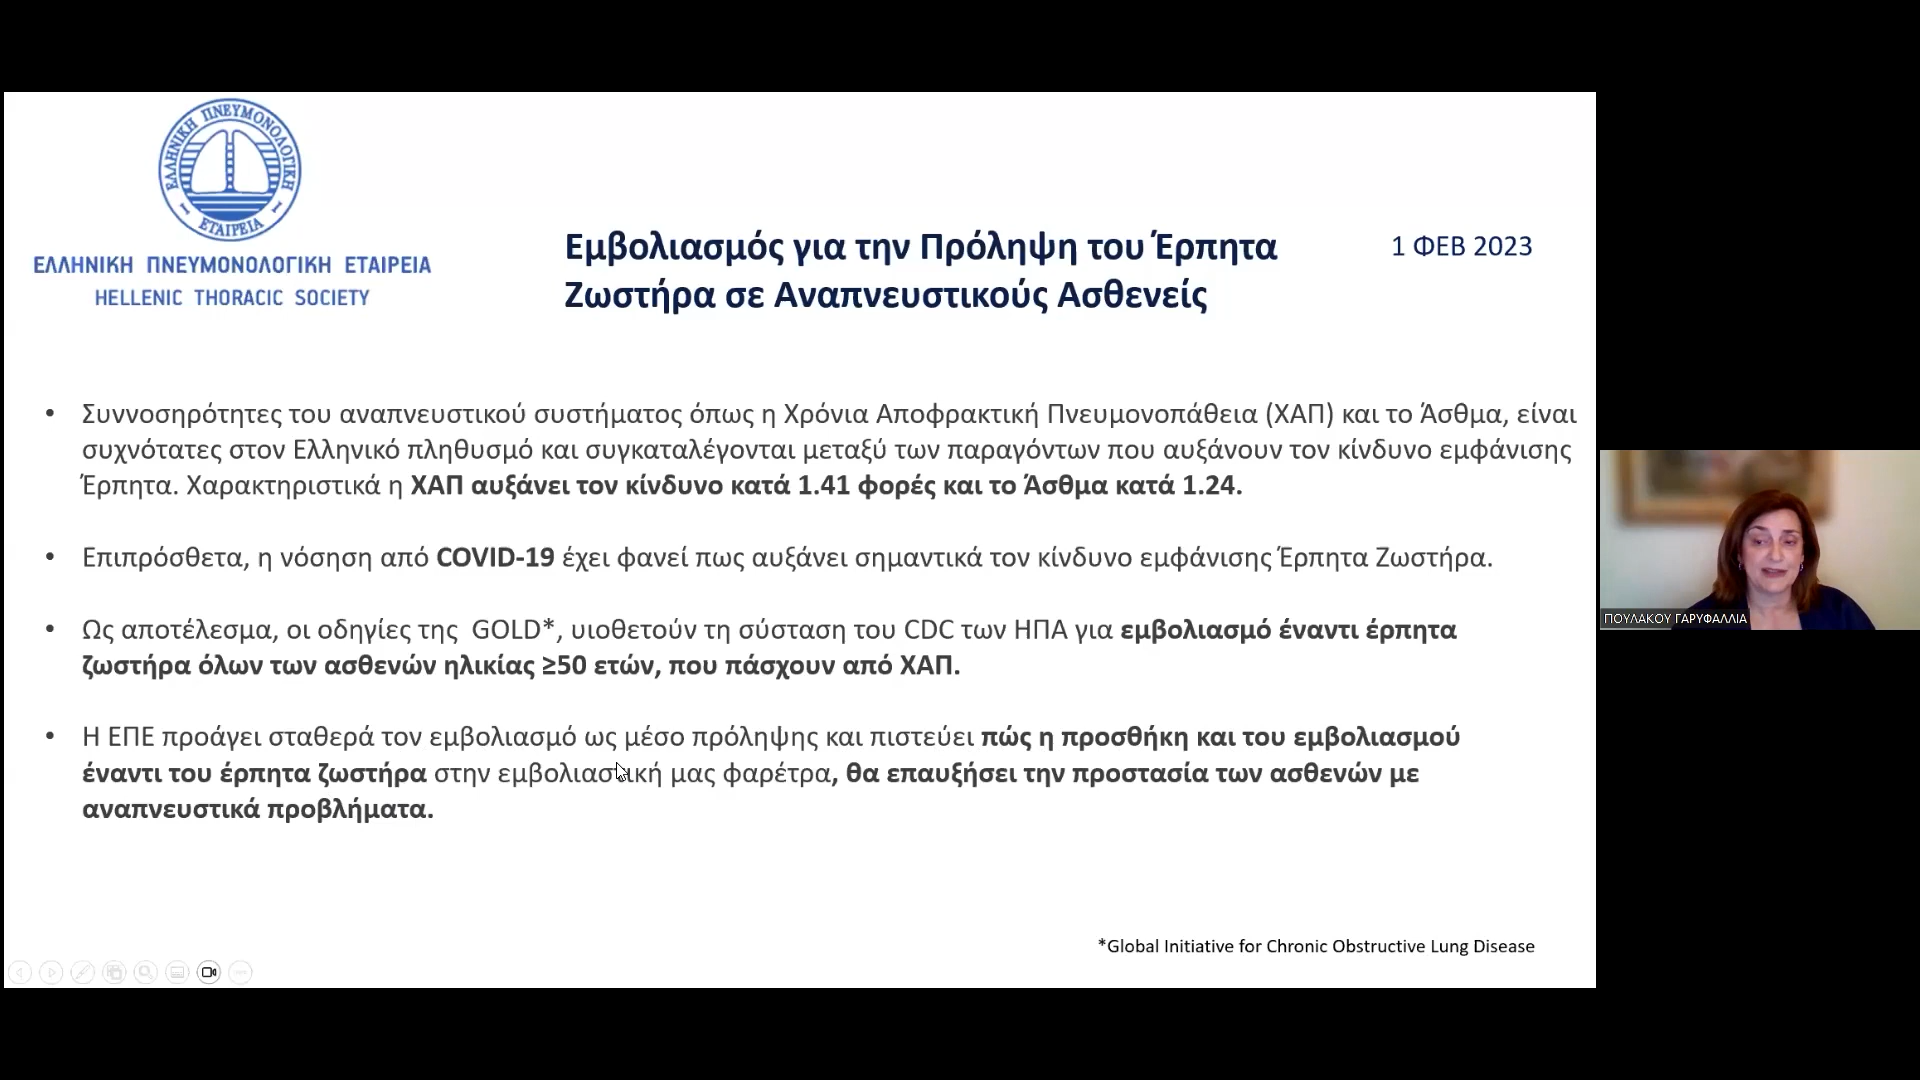 ΕΛΛΗΝΙΚΗ ΠΝΕΥΜΟΝΟΛΟΓΙΚΗ
ΕΤΑΙΡΕΙΑ
ΕΛΛΗΝΙΚΗ ΠΝΕΥΜΟΝΟΛΟΓΙΚΗ ΕΤΑΙΡΕΙΑ
HELLENIC THORACIC SOCIETY
Εμβολιασμός για την Πρόληψη του Έρπητα
Ζωστήρα σε Αναπνευστικούς Ασθενείς
1 ΦΕΒ 2023
• Συννοσηρότητες του αναπνευστικού συστήματος όπως η Χρόνια Αποφρακτική Πνευμονοπάθεια (ΧΑΠ) και το Άσθμα, είναι
συχνότατες στον Ελληνικό πληθυσμό και συγκαταλέγονται μεταξύ των παραγόντων που αυξάνουν τον κίνδυνο εμφάνισης
Έρπητα. Χαρακτηριστικά η ΧΑΠ αυξάνει τον κίνδυνο κατά 1.41 φορές και το Άσθμα κατά 1.24.
• Επιπρόσθετα, η νόσηση από COVID-19 έχει φανεί πως αυξάνει σημαντικά τον κίνδυνο εμφάνισης Έρπητα Ζωστήρα.
• Ως αποτέλεσμα, οι οδηγίες της GOLD*, υιοθετούν τη σύσταση του CDC των ΗΠΑ για εμβολιασμό έναντι έρπητα
ζωστήρα όλων των ασθενών ηλικίας ≥50 ετών, που πάσχουν από ΧΑΠ.
• Η ΕΠΕ προάγει σταθερά τον εμβολιασμό ως μέσο πρόληψης και πιστεύει πώς η προσθήκη και του εμβολιασμού
έναντι του έρπητα ζωστήρα στην εμβολιαστική μας φαρέτρα, θα επαυξήσει την προστασία των ασθενών με
αναπνευστικά προβλήματα.
*Global Initiative for Chronic Obstructive Lung Disease
ΠΟΥΛΑΚΟΥ ΓΑΡΥΦΑΛΛΙΑ